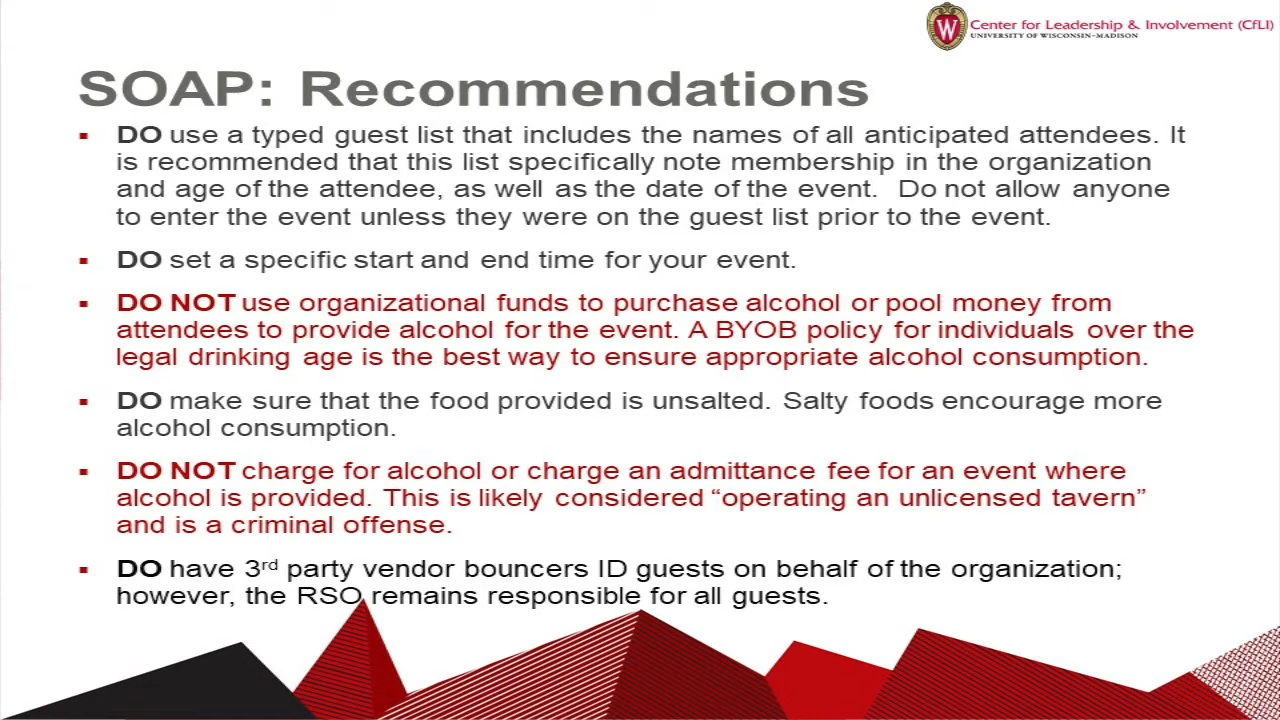 Center for Leadership & Involvement (CfLI)
UNIVERSITY OF WISCONSIN–MADISON
SOAP: Recommendations
▪ DO use a typed guest list that includes the names of all anticipated attendees. It
is recommended that this list specifically note membership in the organization
and age of the attendee, as well as the date of the event. Do not allow anyone
to enter the event unless they were on the guest list prior to the event.
▪ DO set a specific start and end time for your event.
▪ DO NOT use organizational funds to purchase alcohol or pool money from
attendees to provide alcohol for the event. A BYOB policy for individuals over the
legal drinking age is the best way to ensure appropriate alcohol consumption.
▪ DO make sure that the food provided is unsalted. Salty foods encourage more
alcohol consumption.
▪ DO NOT charge for alcohol or charge an admittance fee for an event where
alcohol is provided. This is likely considered “operating an unlicensed tavern”
and is a criminal offense.
▪ DO have 3rd party vendor bouncers ID guests on behalf of the organization;
however, the RSO remains responsible for all guests.